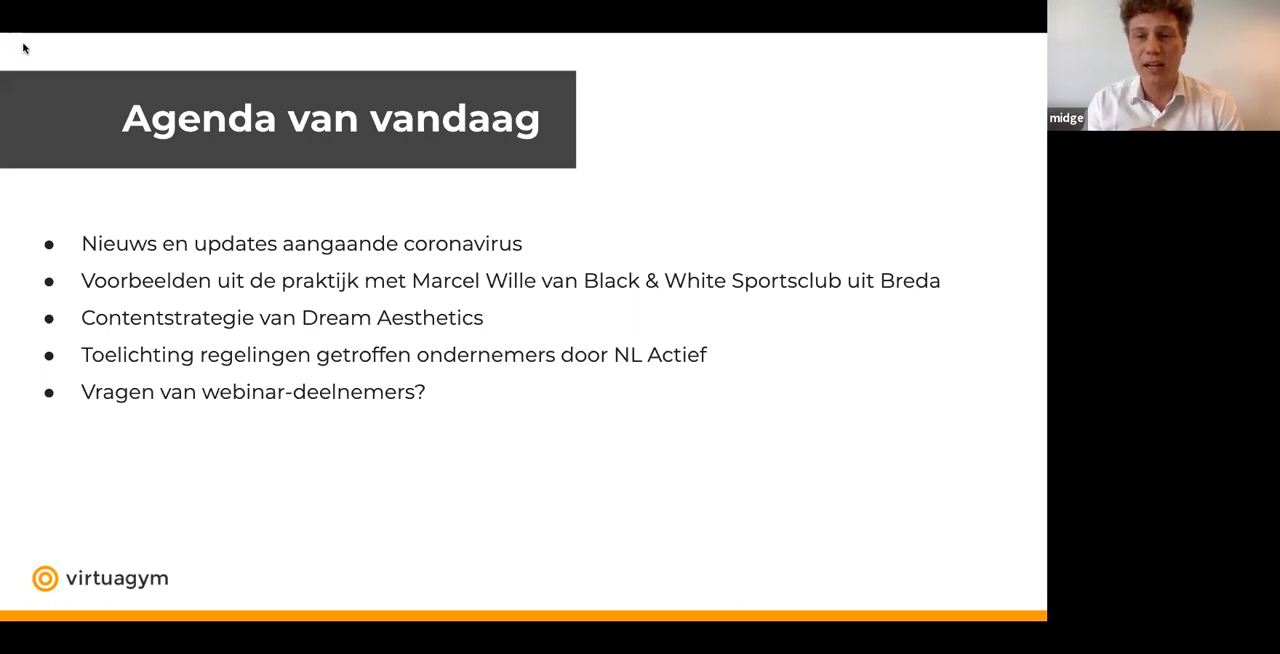 Agenda van vandaag
midge
● Nieuws en updates aangaande coronavirus
● Voorbeelden uit de praktijk met Marcel Wille van Black & White Sportsclub uit Breda
● Contentstrategie van Dream Aesthetics
● Toelichting regelingen getroffen ondernemers door NL Actief
● Vragen van webinar-deelnemers?
virtuagym